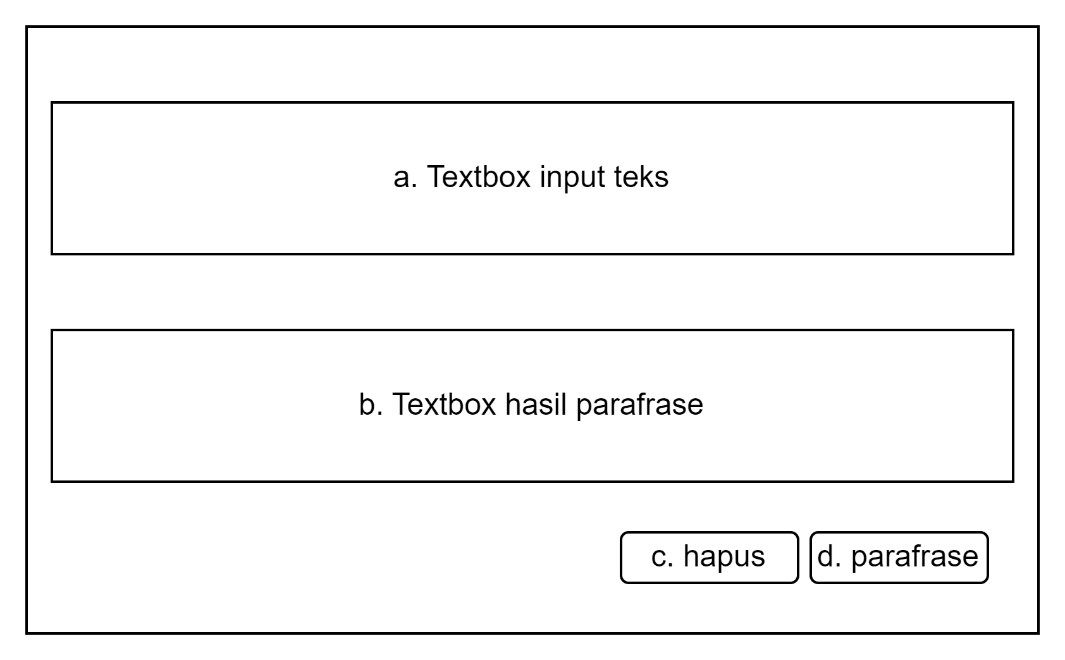 a. Textbox input teks
b. Textbox hasil parafrase
c. hapus
d. parafrase